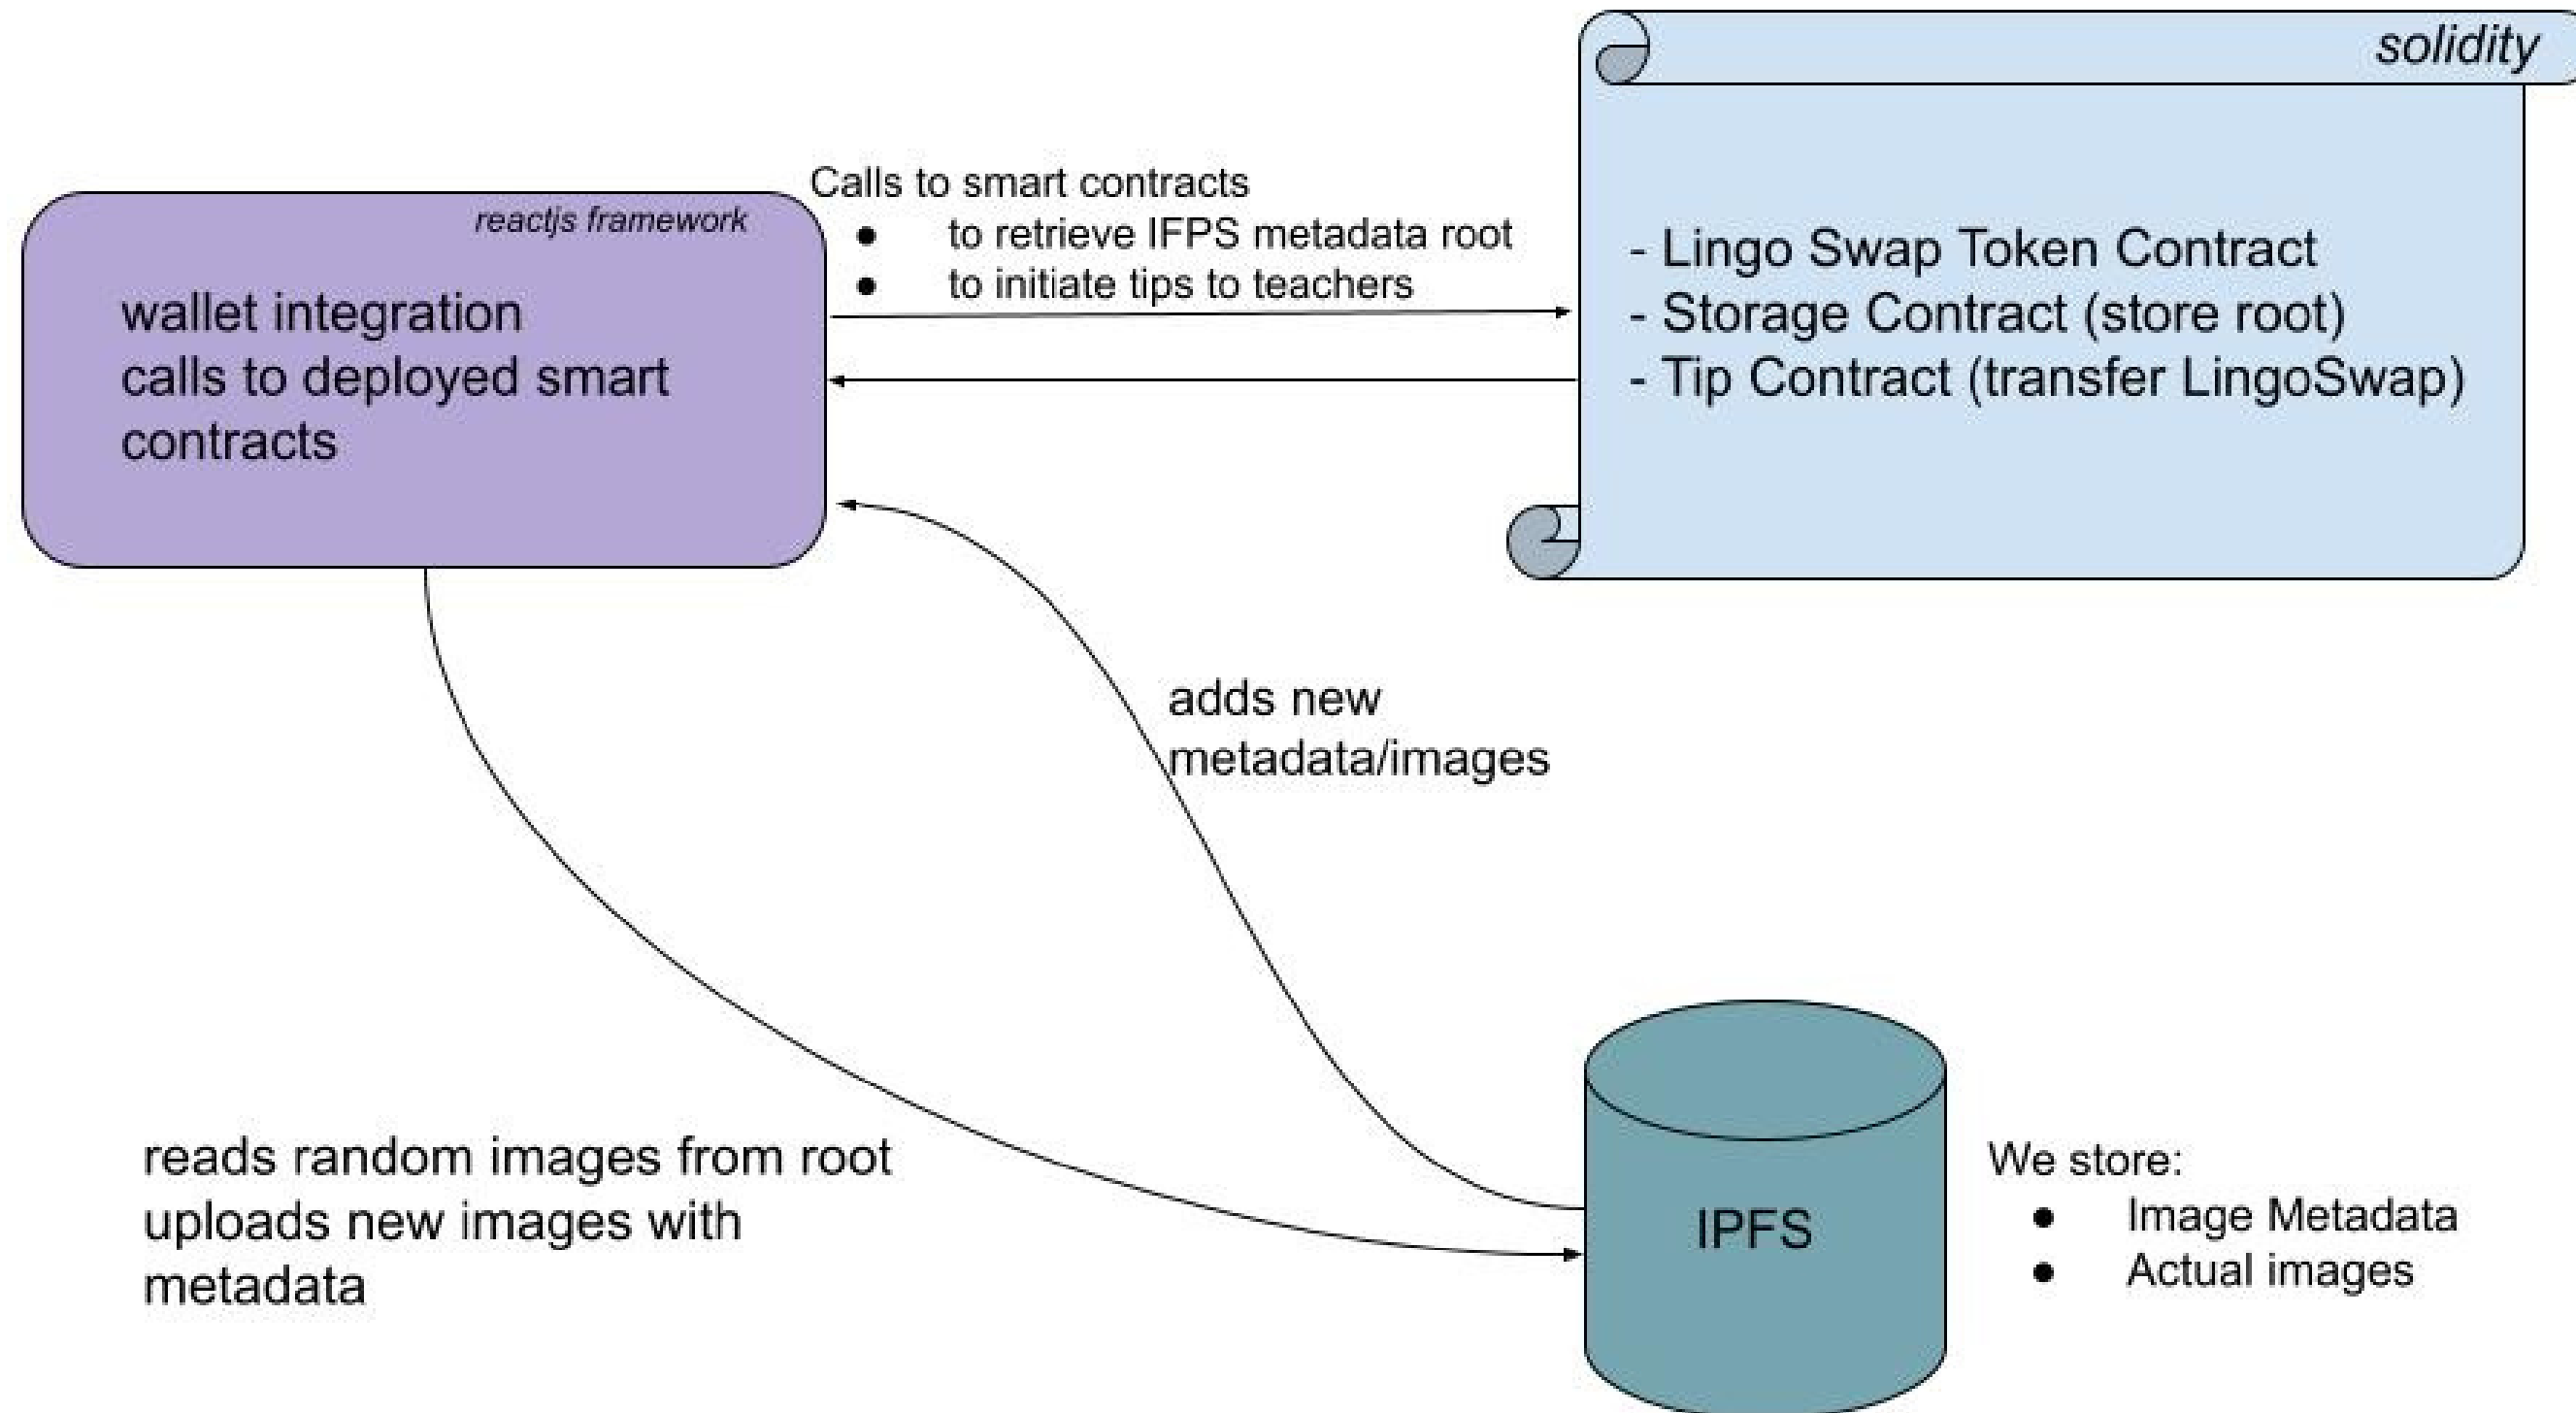 solidity
Calls to smart contracts
● to retrieve IFPS metadata root
● to initiate tips to teachers
reactjs framework
wallet integration
calls to deployed smart
contracts
- Lingo Swap Token Contract
- Storage Contract (store root)
- Tip Contract (transfer LingoSwap)
adds new
metadata/images
reads random images from root
uploads new images with
metadata
IPFS
We store:
● Image Metadata
● Actual images